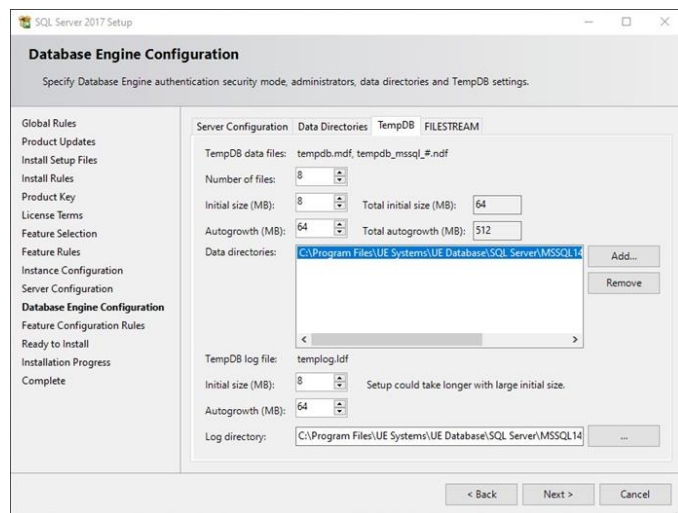 SQL Server 2017 Setup
Database Engine Configuration
Specify Database Engine authentication security mode, administrators, data directories and TempDB settings.
Global Rules
Product Updates
Install Setup Files
Install Rules
Product Key
License Terms
Feature Selection
Feature Rules
Instance Configuration
Server Configuration
Database Engine Configuration
Feature Configuration Rules
Ready to Install
Installation Progress
Complete
Server Configuration Data Directories TempDB FILESTREAM
TempDB data files: tempdb.mdf, tempdb_mssql_#.ndf
Number of files: 8
Initial size (MB): 8 Total initial size (MB): 64
Autogrowth (MB): 64 Total autogrowth (MB): 512
Data directories: C:\Program Files\UE Systems\UE Database\SQL Server\MSSQL14 Add...
Remove
TempDB log file: templog.ldf
Initial size (MB): 8 Setup could take longer with large initial size.
Autogrowth (MB): 64
Log directory: C:\Program Files\UE Systems\UE Database\SQL Server\MSSQL14 ...
< Back Next > Cancel